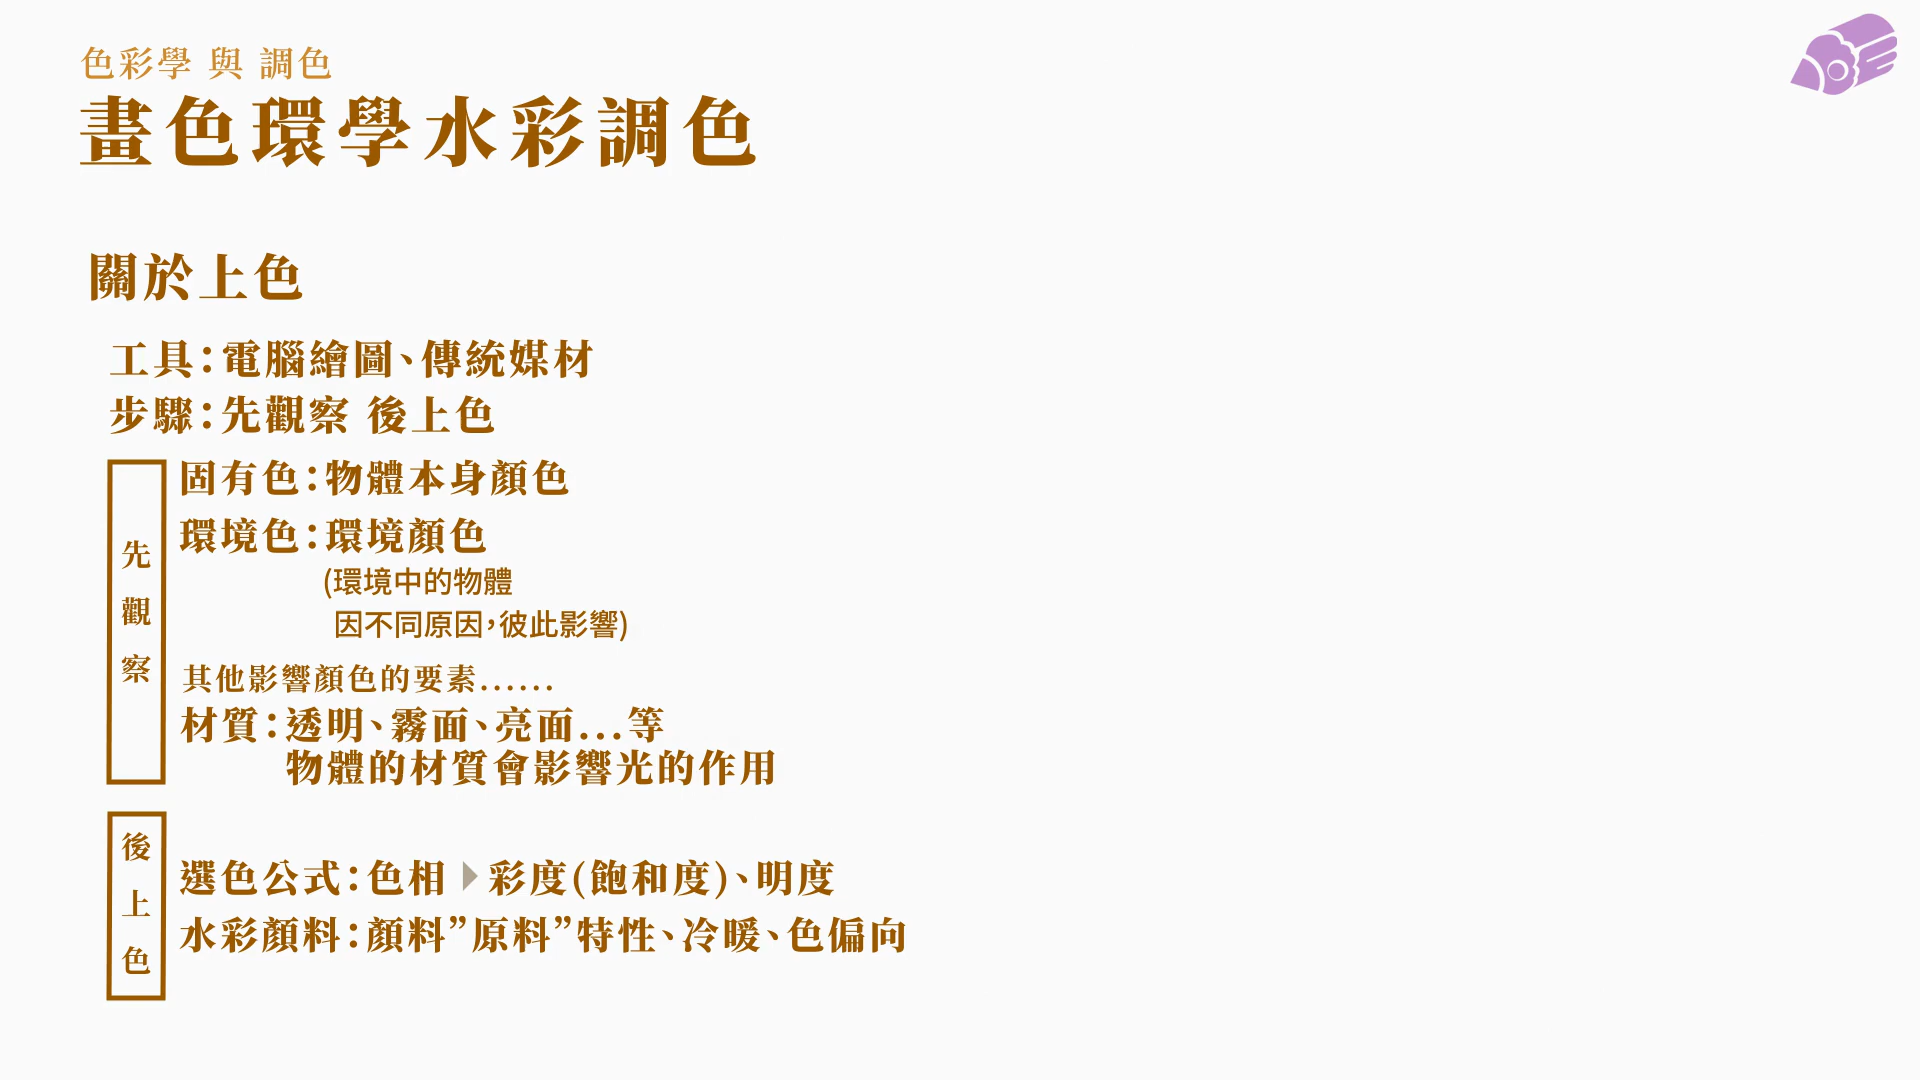 色彩學 與 調色
畫色環學水彩調色
關於上色
工具：電腦繪圖、傳統媒材
步驟：先觀察 後上色
先觀察
固有色：物體本身顏色
環境色：環境顏色
(環境中的物體
因不同原因，彼此影響)
其他影響顏色的要素......
材質：透明、霧面、亮面...等
物體的材質會影響光的作用
後上色
選色公式：色相▶彩度(飽和度)、明度
水彩顏料：顏料”原料”特性、冷暖、色偏向